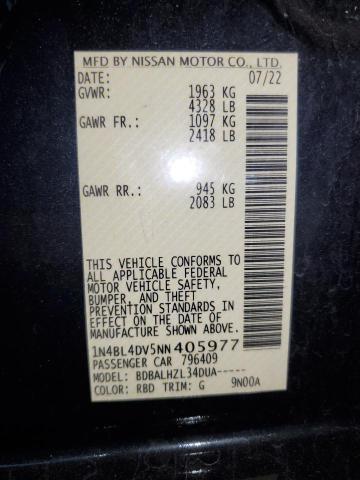 MFD BY NISSAN MOTOR CO., LTD.
DATE: 07/22
GVWR: 1963 KG
4328 LB
GAWR FR.: 1097 KG
2418 LB
GAWR RR.: 945 KG
2083 LB
THIS VEHICLE CONFORMS TO
ALL APPLICABLE FEDERAL
MOTOR VEHICLE SAFETY,
BUMPER, AND THEFT
PREVENTION STANDARDS IN
EFFECT ON THE DATE OF
MANUFACTURE SHOWN ABOVE.
1N4BL4DV5NN405977
PASSENGER CAR 796409
MODEL: BDBALHZL34DUA-----
COLOR: RBD TRIM: G 9N00A